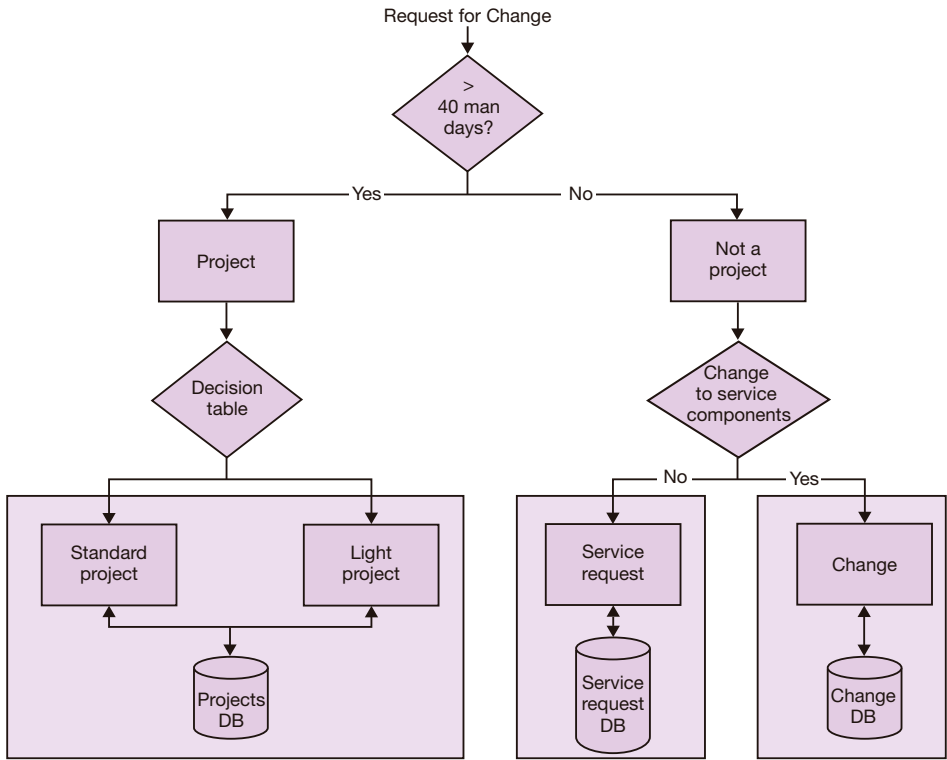 Request for Change
>
40 man
days?
Yes
No
Project
Not a
project
Decision
table
Change
to service
components
No
Yes
Standard
project
Light
project
Service
request
Change
Projects
DB
Service
request
DB
Change
DB